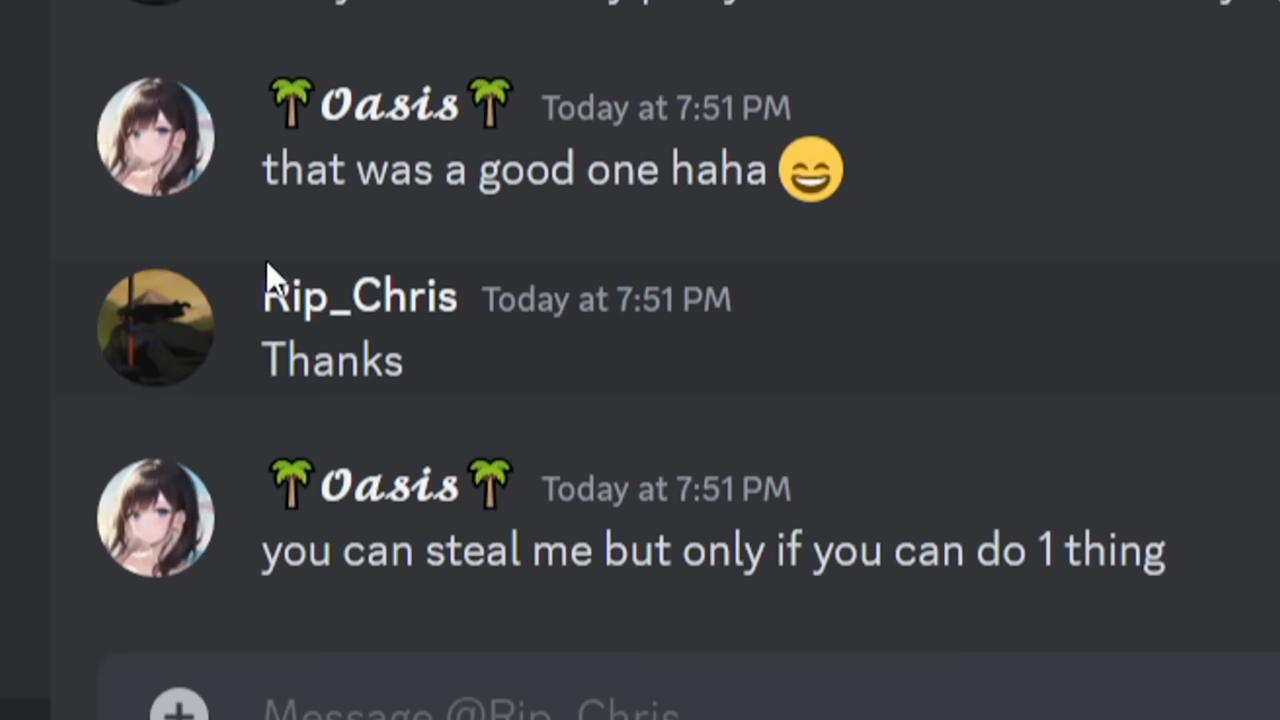 🌴𝓞𝓪𝓼𝓲𝓼🌴 Today at 7:51 PM
that was a good one haha 😄
Rip_Chris Today at 7:51 PM
Thanks
🌴𝓞𝓪𝓼𝓲𝓼🌴 Today at 7:51 PM
you can steal me but only if you can do 1 thing
Message @Rip_Chris